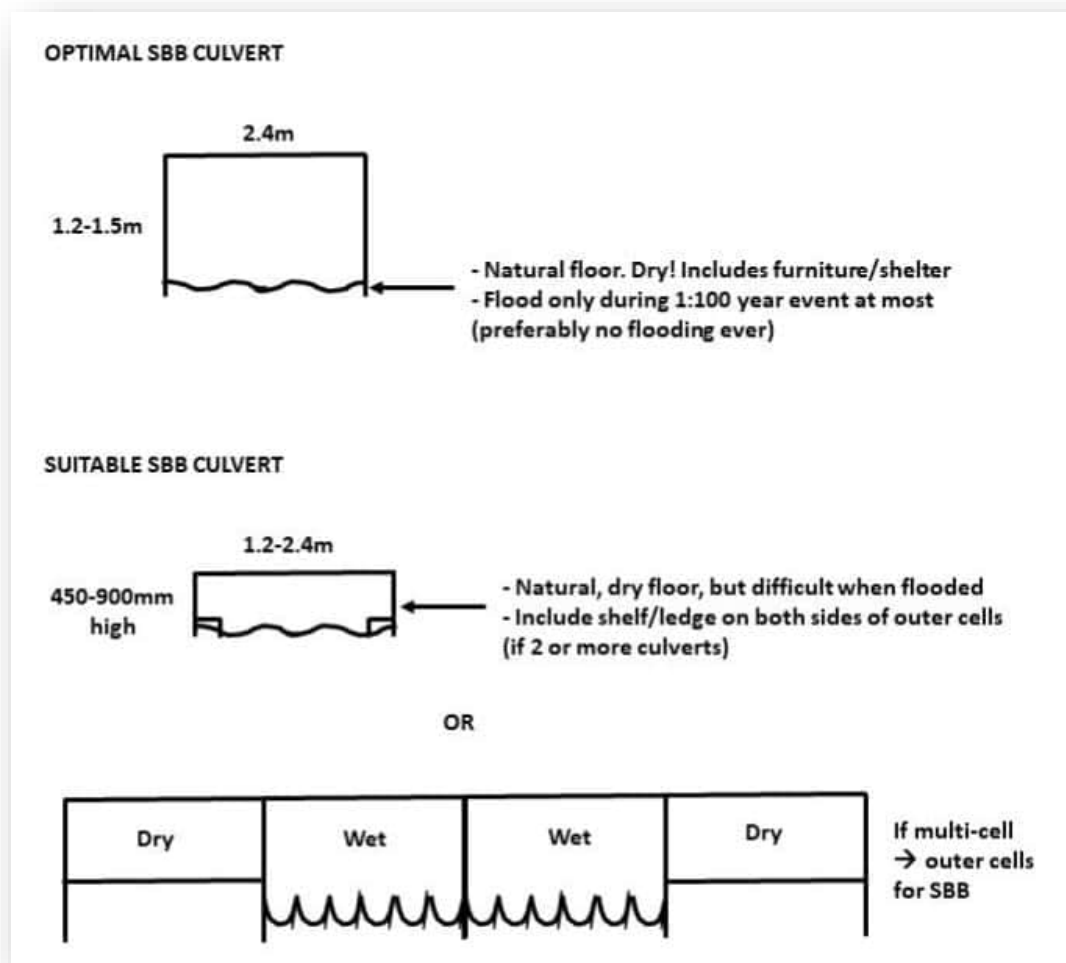 OPTIMAL SBB CULVERT
2.4m
1.2-1.5m
- Natural floor. Dry! Includes furniture/shelter
- Flood only during 1:100 year event at most
(preferably no flooding ever)
SUITABLE SBB CULVERT
1.2-2.4m
450-900mm
high
- Natural, dry floor, but difficult when flooded
- Include shelf/ledge on both sides of outer cells
(if 2 or more culverts)
OR
Dry
Wet
Wet
Dry
If multi-cell
→ outer cells
for SBB